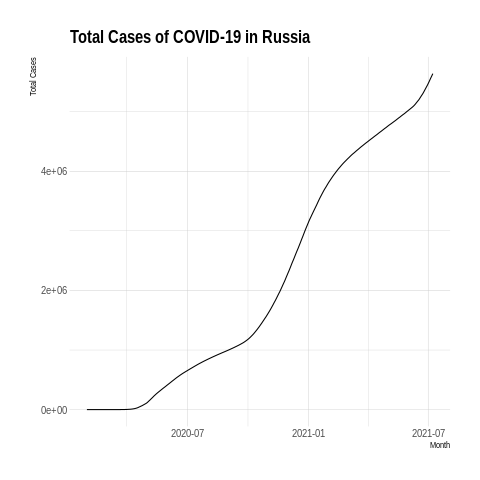 Total Cases of COVID-19 in Russia
Total Cases
4e+06
2e+06
0e+00
2020-07 2021-01 2021-07
Month